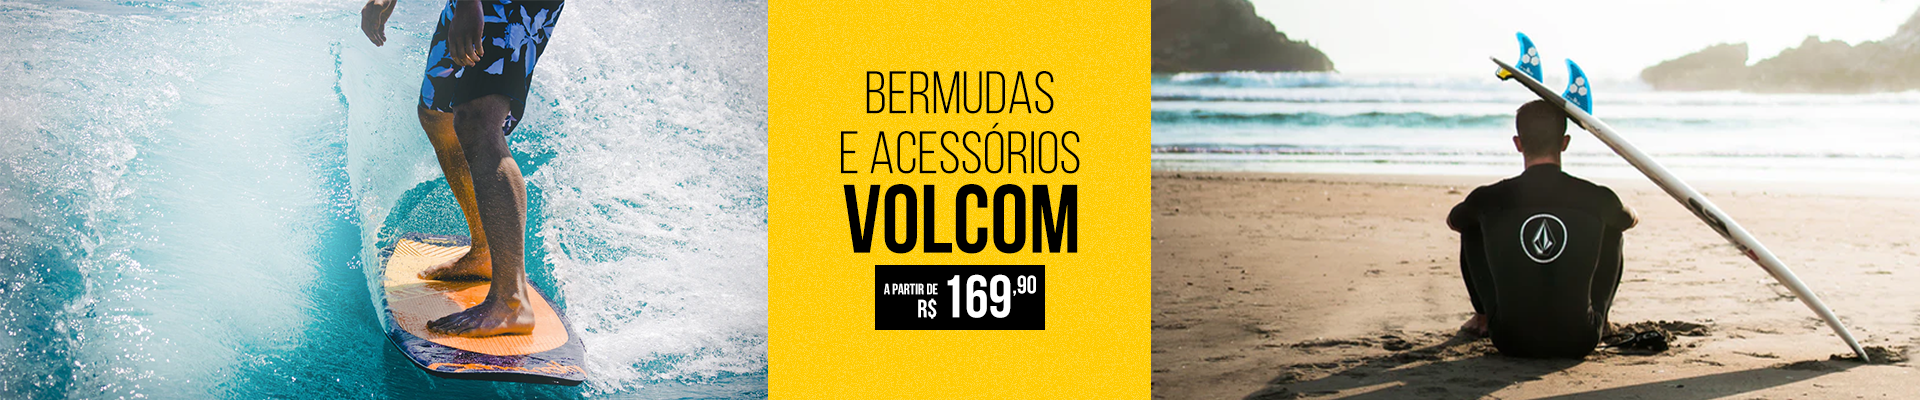 BERMUDAS
E ACESSÓRIOS
VOLCOM
A PARTIR DE
R$ 169,90